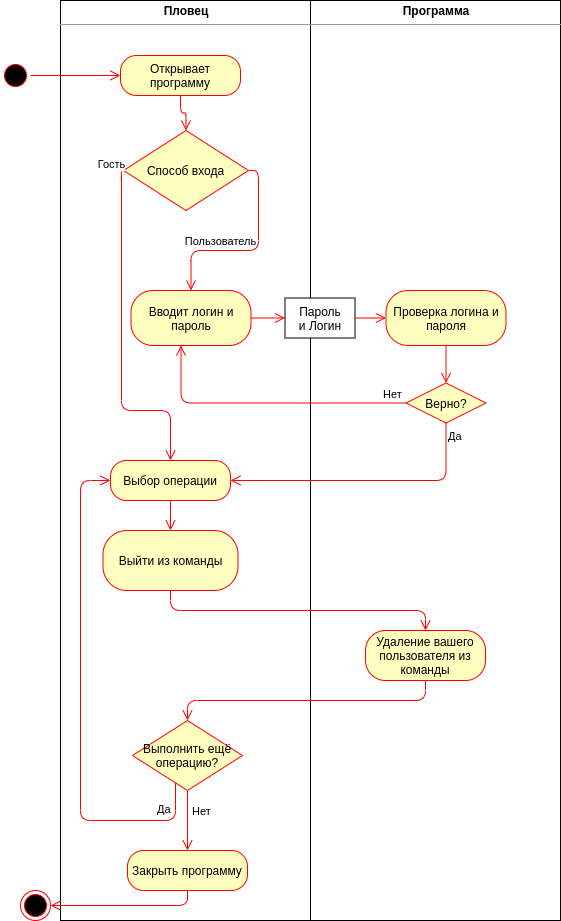 Пловец
Программа
Открывает
программу
Способ входа
Гость
Пользователь
Вводит логин и
пароль
Пароль
и Логин
Проверка логина и
пароля
Нет
Верно?
Да
Выбор операции
Выйти из команды
Удаление вашего
пользователя из
команды
Выполнить ещё
операцию?
Да
Нет
Закрыть программу